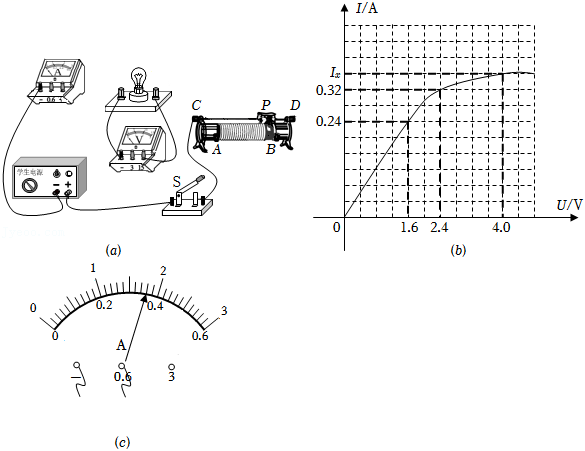 A
− 0.6 3
V
− 3 15
C P D
A B
学生电源
− +
S
(a)
I/A
Iₓ
0.32
0.24
0 1.6 2.4 4.0 U/V
(b)
0 1 2 3
0 0.2 0.4 0.6
A
− 0.6 3
(c)